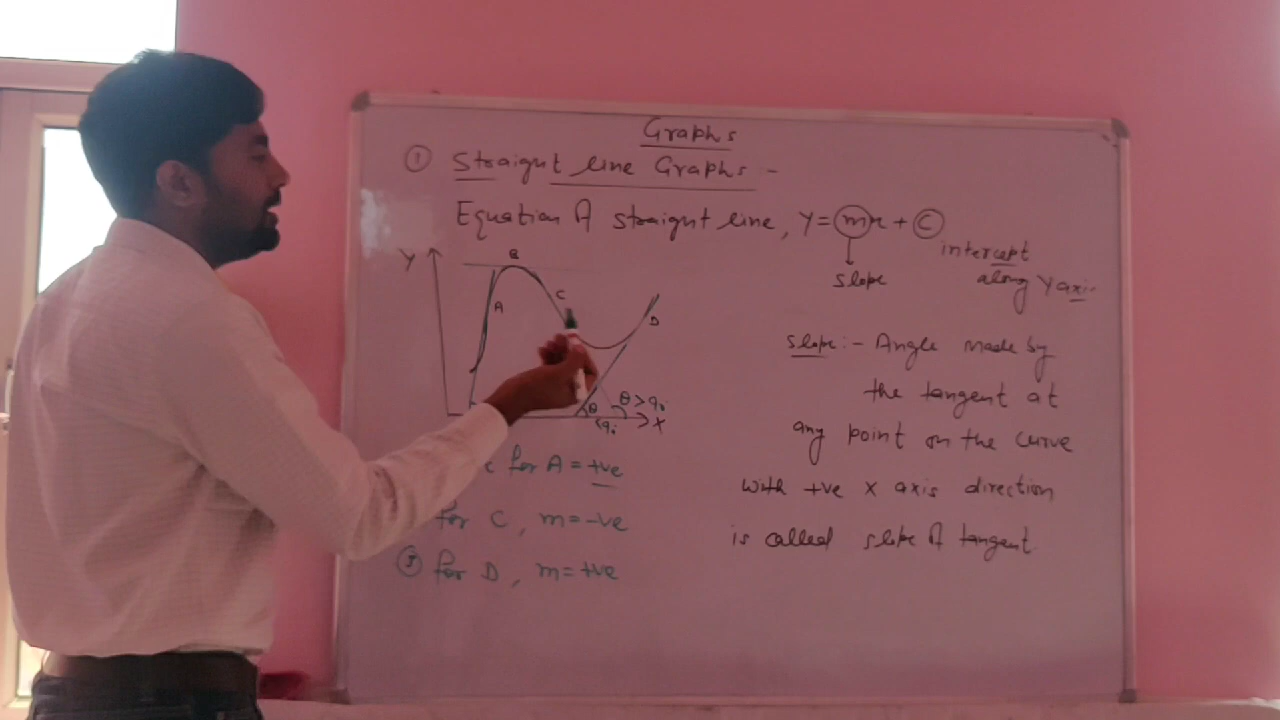 Graphs
① Straight line Graphs :-
Equation of straight line, y = mx + c
slope
intercept
along y axis
Y
B
A
C
D
θ
θ > 90
< 90
X
for A = +ve
for C, m = -ve
③ for D, m = +ve
slope :- Angle made by
the tangent at
any point on the curve
with +ve x axis direction
is called slope of tangent